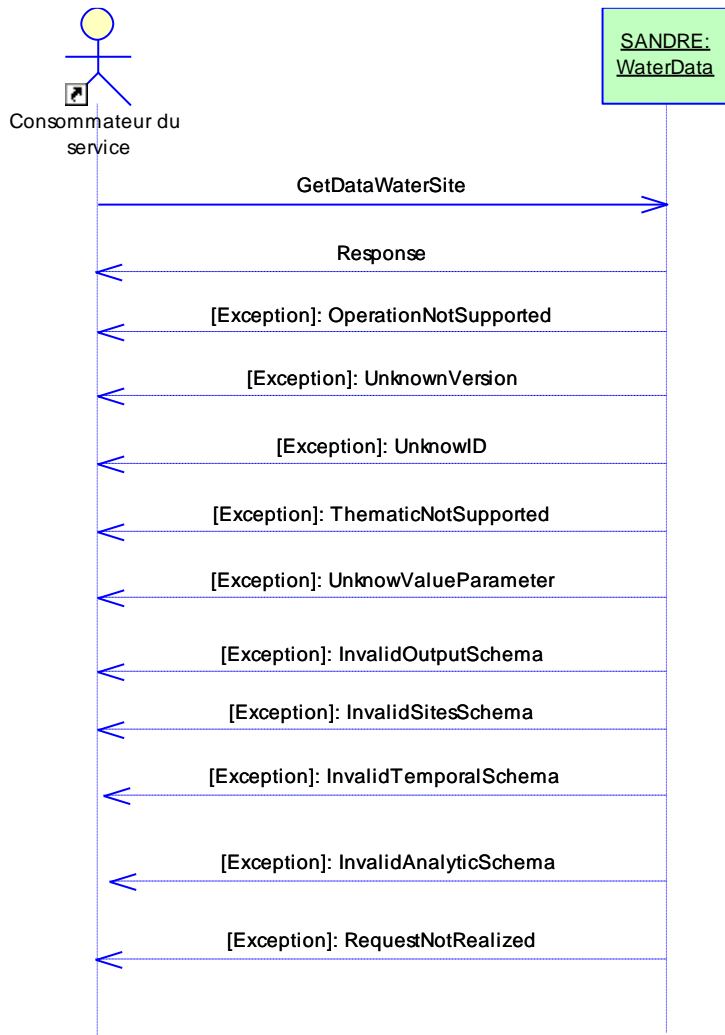 SANDRE:
WaterData
Consommateur du
service
GetDataWaterSite
Response
[Exception]: OperationNotSupported
[Exception]: UnknownVersion
[Exception]: UnknowID
[Exception]: ThematicNotSupported
[Exception]: UnknowValueParameter
[Exception]: InvalidOutputSchema
[Exception]: InvalidSitesSchema
[Exception]: InvalidTemporalSchema
[Exception]: InvalidAnalyticSchema
[Exception]: RequestNotRealized